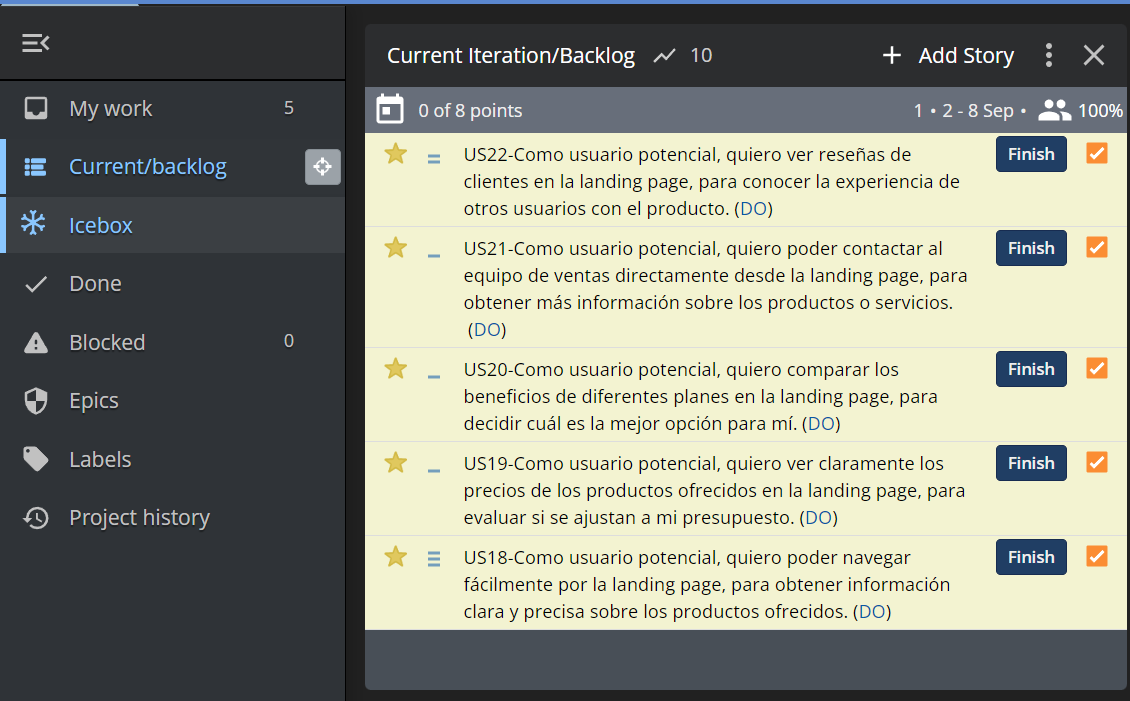 My work 5
Current/backlog
Icebox
Done
Blocked 0
Epics
Labels
Project history
Current Iteration/Backlog 10 + Add Story
0 of 8 points 1 • 2 - 8 Sep • 100%
US22-Como usuario potencial, quiero ver reseñas de Finish
clientes en la landing page, para conocer la experiencia de
otros usuarios con el producto. (DO)
US21-Como usuario potencial, quiero poder contactar al Finish
equipo de ventas directamente desde la landing page, para
obtener más información sobre los productos o servicios.
(DO)
US20-Como usuario potencial, quiero comparar los Finish
beneficios de diferentes planes en la landing page, para
decidir cuál es la mejor opción para mí. (DO)
US19-Como usuario potencial, quiero ver claramente los Finish
precios de los productos ofrecidos en la landing page, para
evaluar si se ajustan a mi presupuesto. (DO)
US18-Como usuario potencial, quiero poder navegar Finish
fácilmente por la landing page, para obtener información
clara y precisa sobre los productos ofrecidos. (DO)